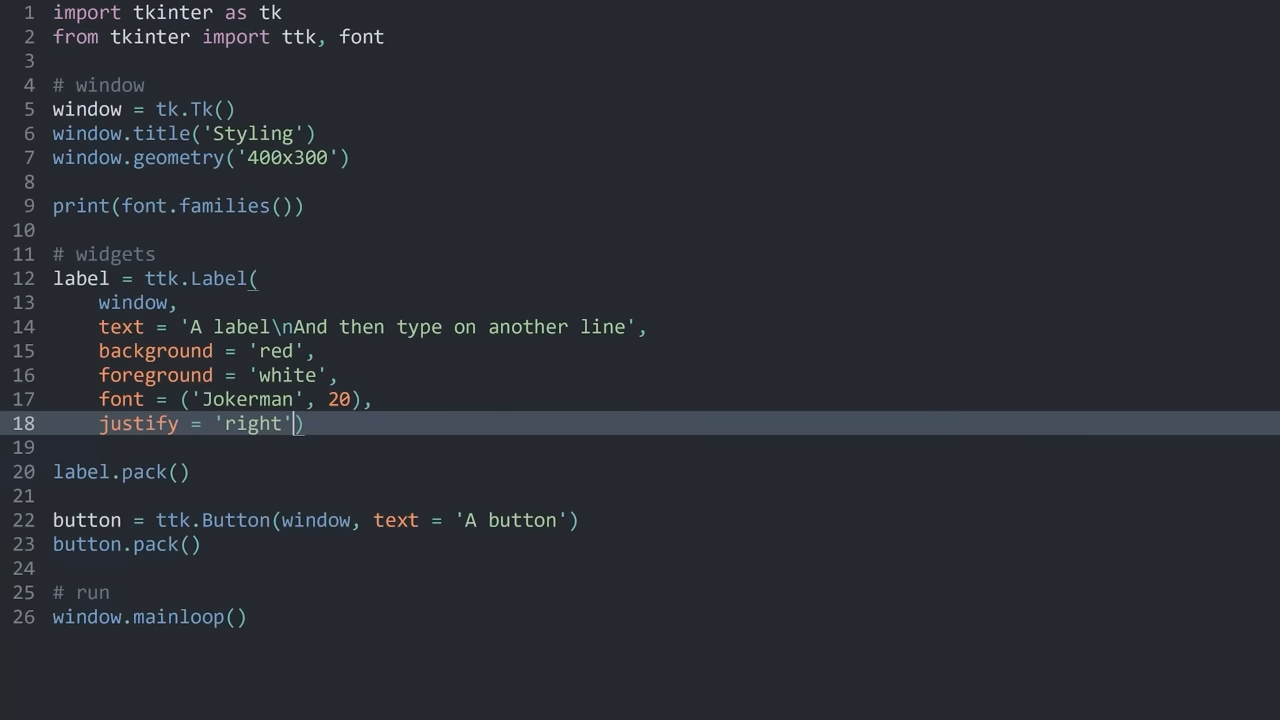 1 import tkinter as tk
2 from tkinter import ttk, font
3
4 # window
5 window = tk.Tk()
6 window.title('Styling')
7 window.geometry('400x300')
8
9 print(font.families())
10
11 # widgets
12 label = ttk.Label(
13     window,
14     text = 'A label\nAnd then type on another line',
15     background = 'red',
16     foreground = 'white',
17     font = ('Jokerman', 20),
18     justify = 'right')
19
20 label.pack()
21
22 button = ttk.Button(window, text = 'A button')
23 button.pack()
24
25 # run
26 window.mainloop()